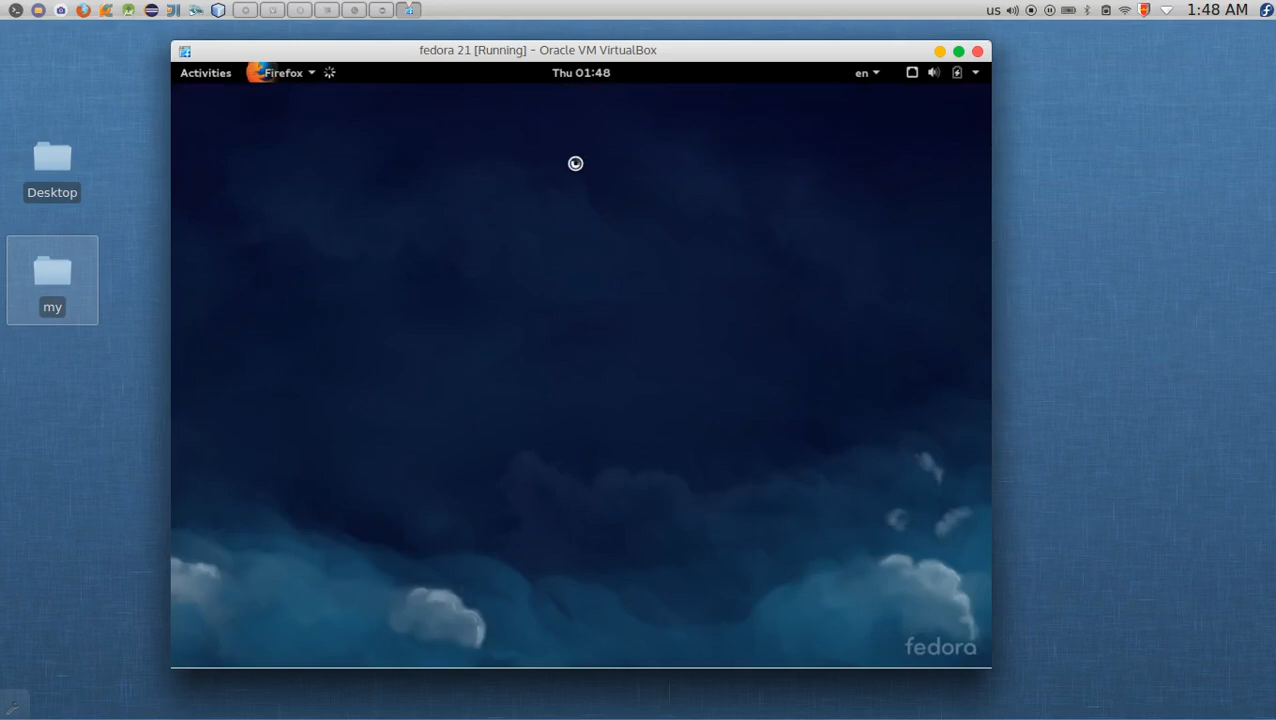 us
1:48 AM
fedora 21 [Running] - Oracle VM VirtualBox
Activities
Firefox
Thu 01:48
en
Desktop
my
fedora